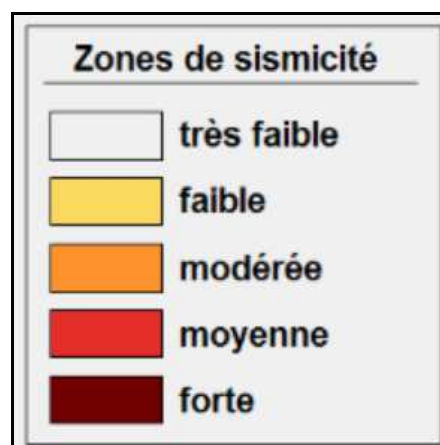 Zones de sismicité
très faible
faible
modérée
moyenne
forte